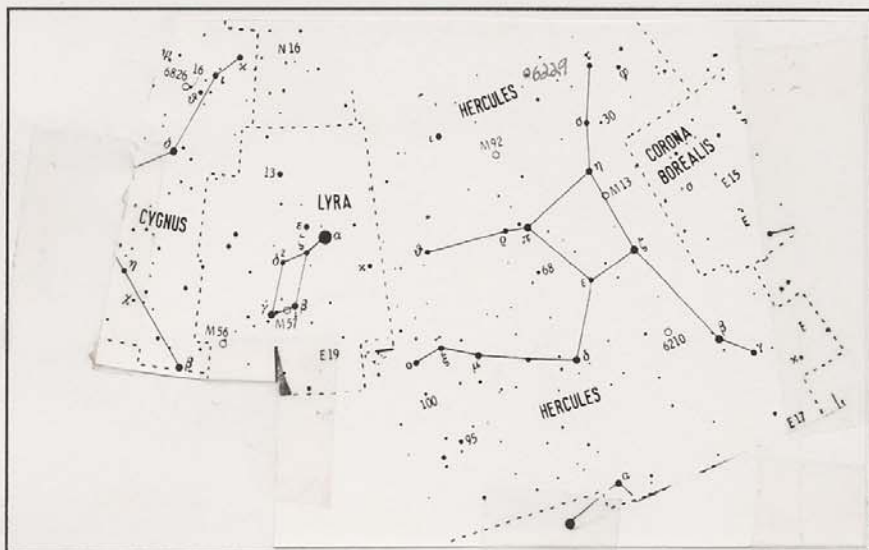 N 16
6229
HERCULES
τ
φ
χ
ι
16
6826
θ
σ
30
ι
M92
CORONA
BOREALIS
η
E15
δ
13
M13
σ
LYRA
E
CYGNUS
ε
α
ζ
ϱ
π
ζ
δ²
θ
χ
68
ε
η
χ
γ
β
M57
M56
6210
β
E19
γ
β
ο
ξ
μ
δ
χ
100
HERCULES
E17
95
α